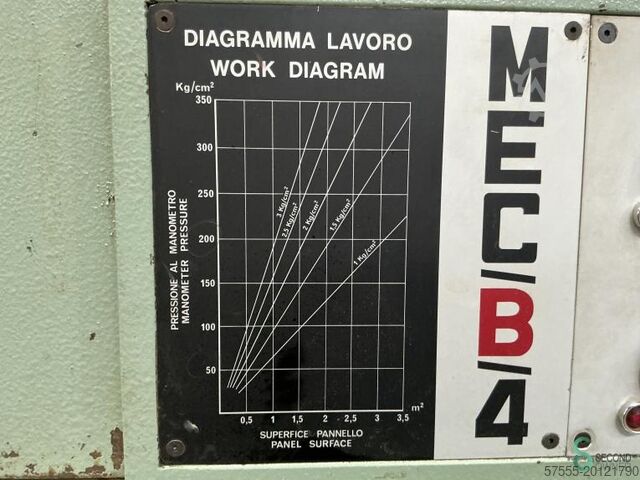 DIAGRAMMA LAVORO
WORK DIAGRAM
Kg/cm²
350
300
250
200
150
100
50
PRESSIONE AL MANOMETRO
MANOMETER PRESSURE
3 Kg/cm²
2.5 Kg/cm²
2 Kg/cm²
1.5 Kg/cm²
1 Kg/cm²
0,5 1 1,5 2 2,5 3 3,5 m²
SUPERFICE PANNELLO
PANEL SURFACE
MEC/B/4
SECOND
57555-20121790